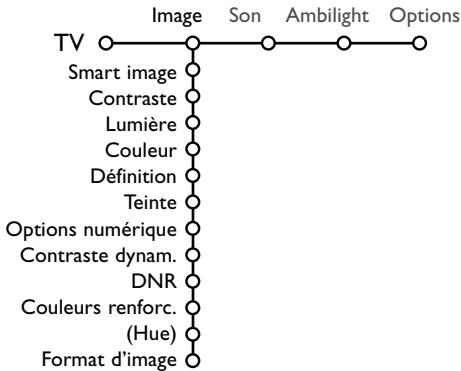 Image Son Ambilight Options
TV
Smart image
Contraste
Lumière
Couleur
Définition
Teinte
Options numérique
Contraste dynam.
DNR
Couleurs renforc.
(Hue)
Format d'image